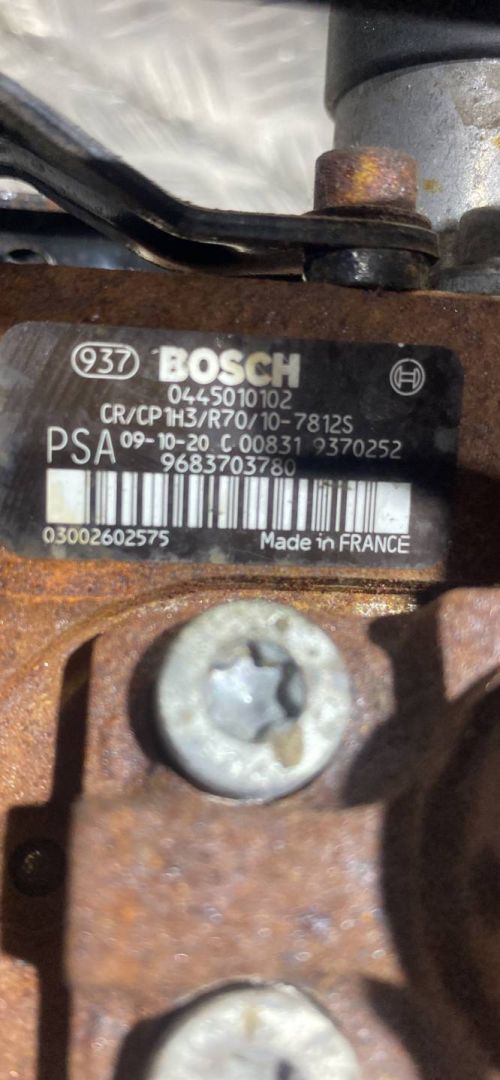 937 BOSCH
0445010102
CR/CP1H3/R70/10-7812S
PSA 09-10-20 C 00831 9370252
9683703780
03002602575 Made in FRANCE